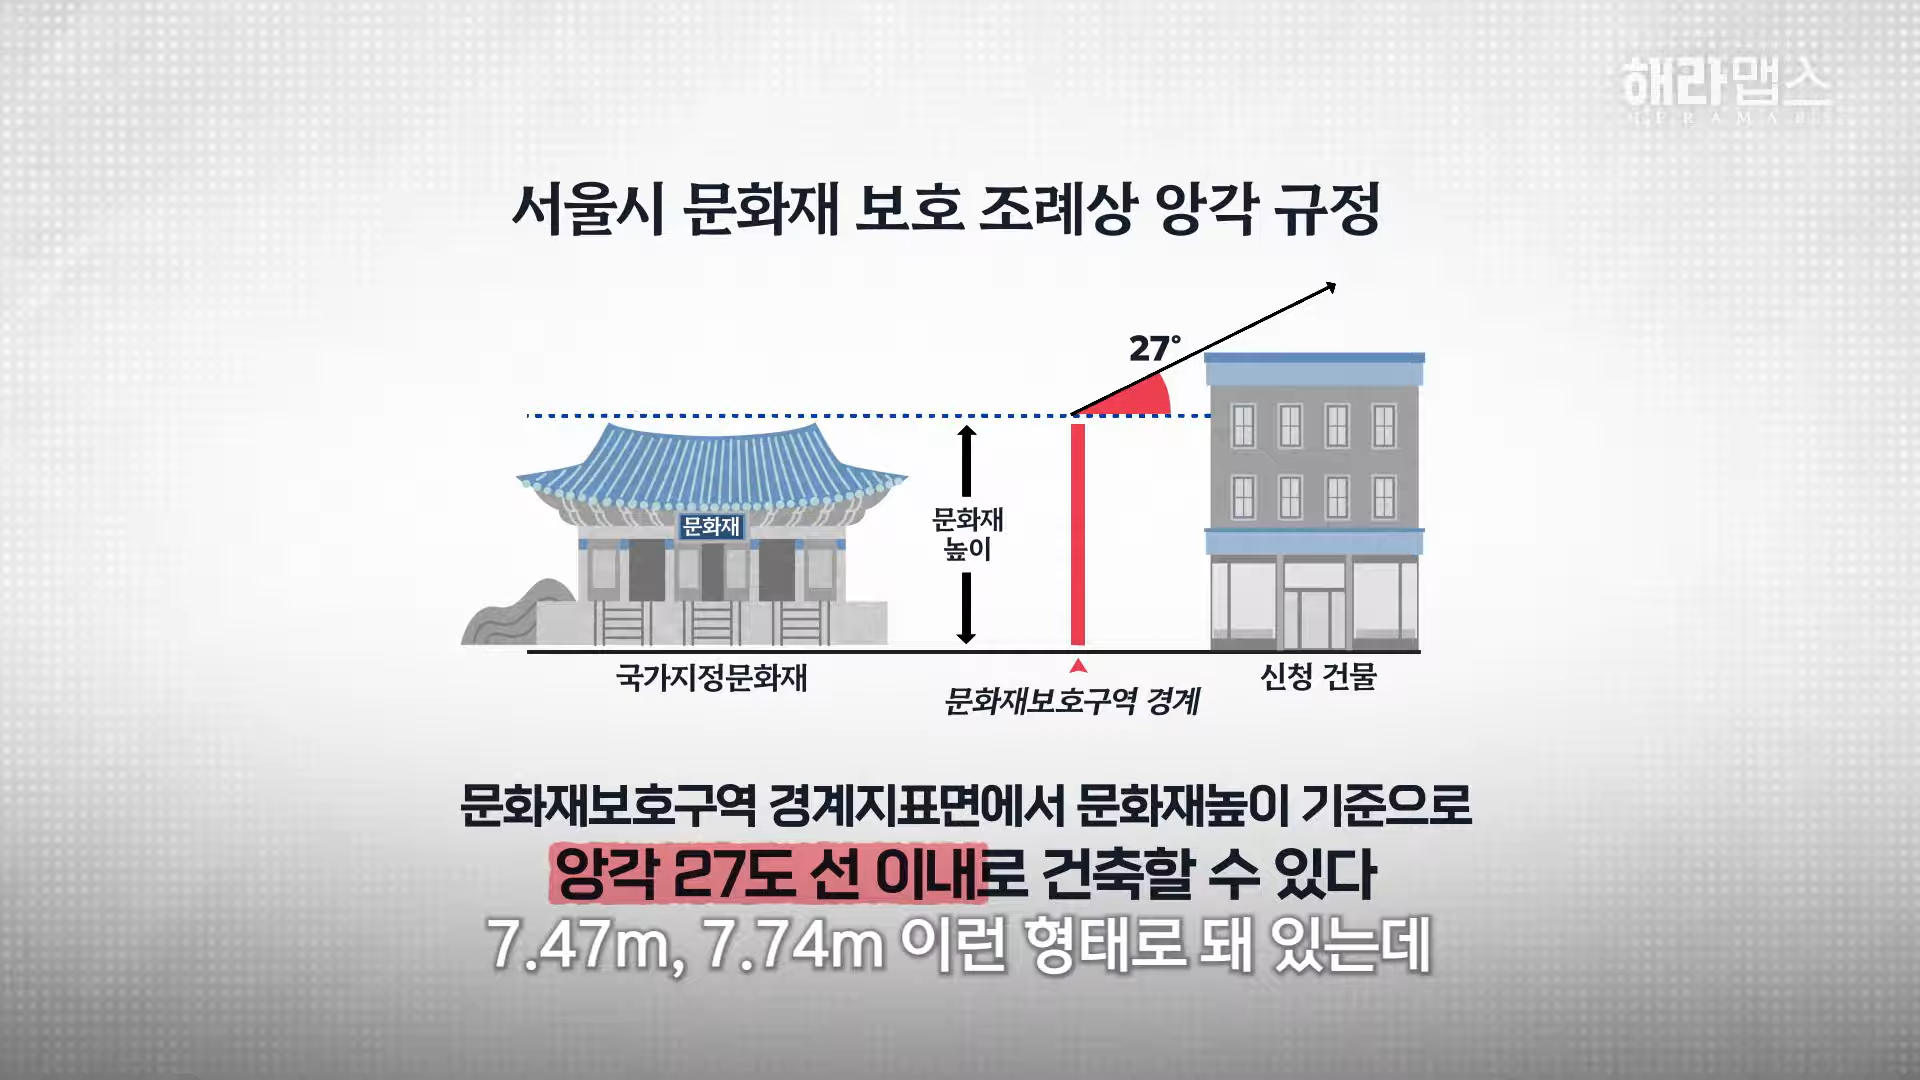 해라맵스
서울시 문화재 보호 조례상 앙각 규정
27°
문화재
문화재
높이
국가지정문화재
문화재보호구역 경계
신청 건물
문화재보호구역 경계지표면에서 문화재높이 기준으로
앙각 27도 선 이내로 건축할 수 있다
7.47m, 7.74m 이런 형태로 돼 있는데